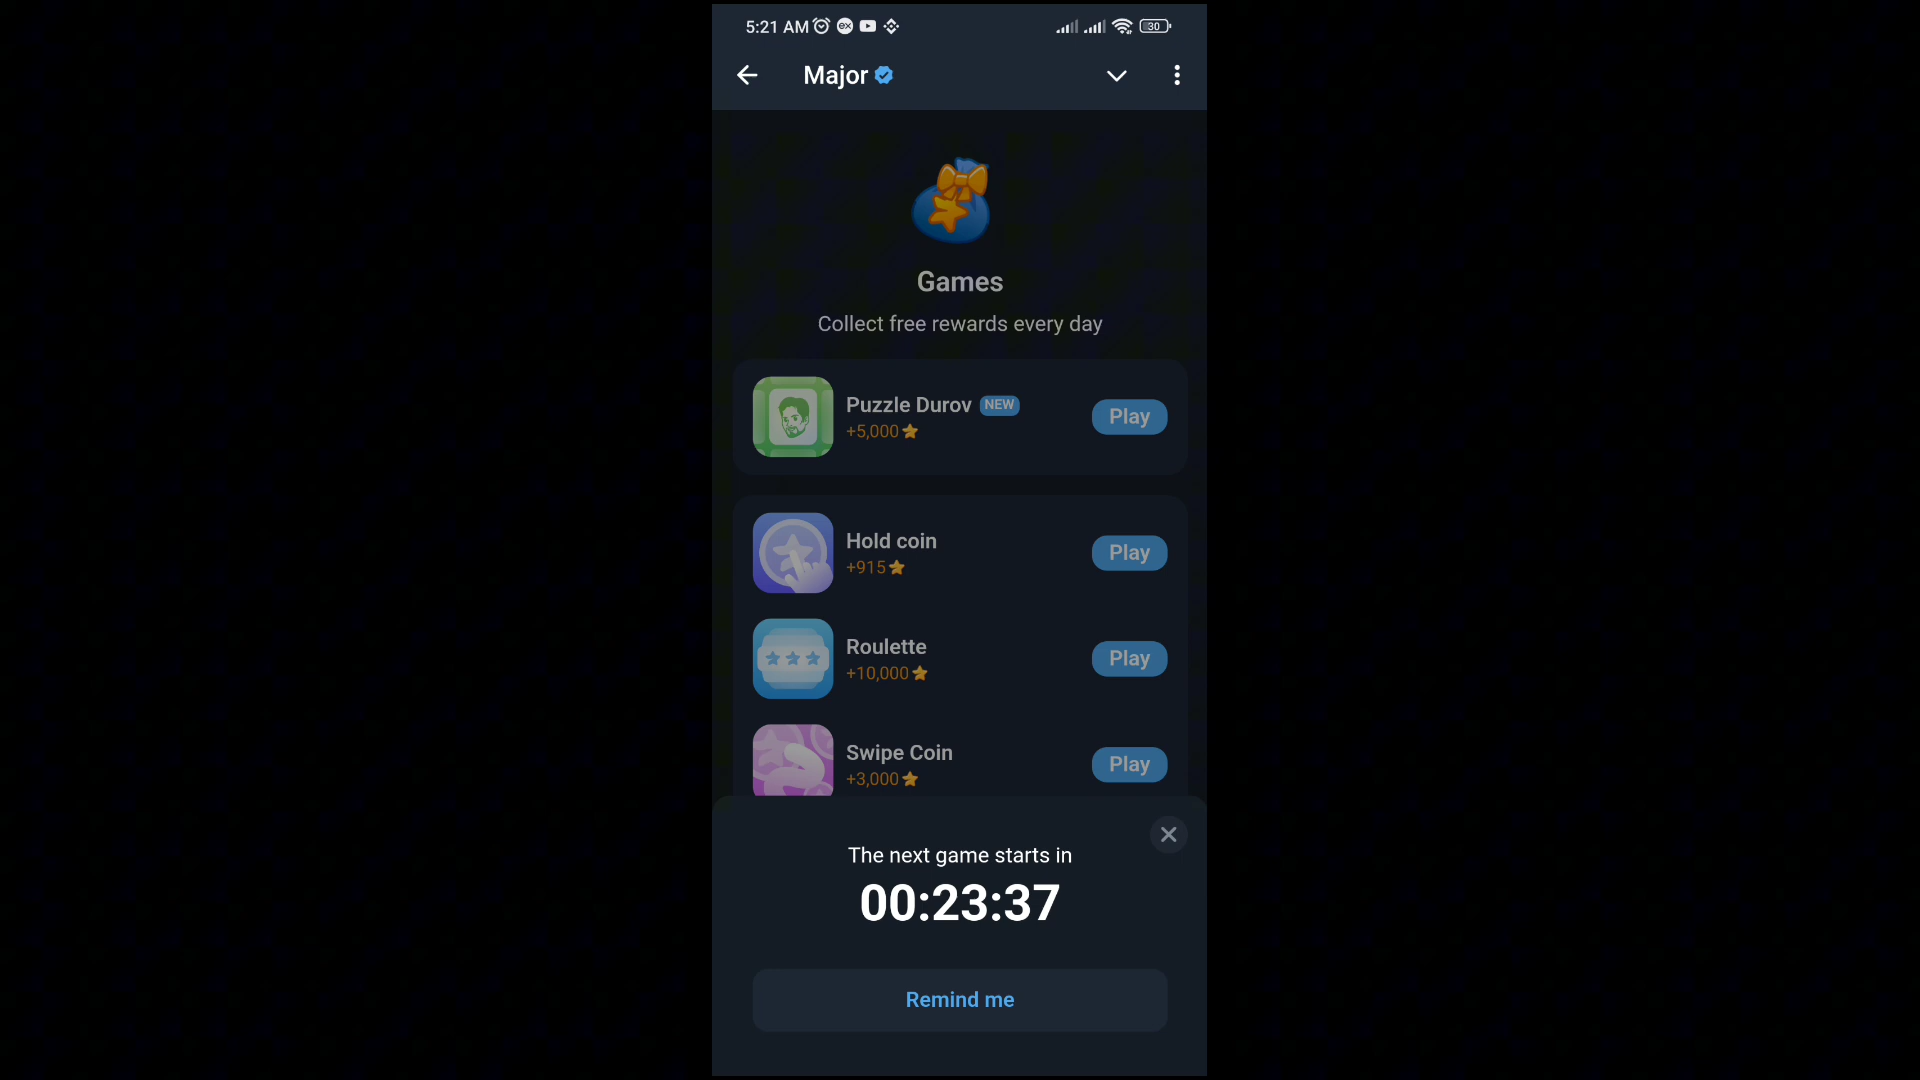 5:21 AM
30
Major
Games
Collect free rewards every day
Puzzle Durov NEW
+5,000
Play
Hold coin
+915
Play
Roulette
+10,000
Play
Swipe Coin
+3,000
Play
The next game starts in
00:23:37
Remind me